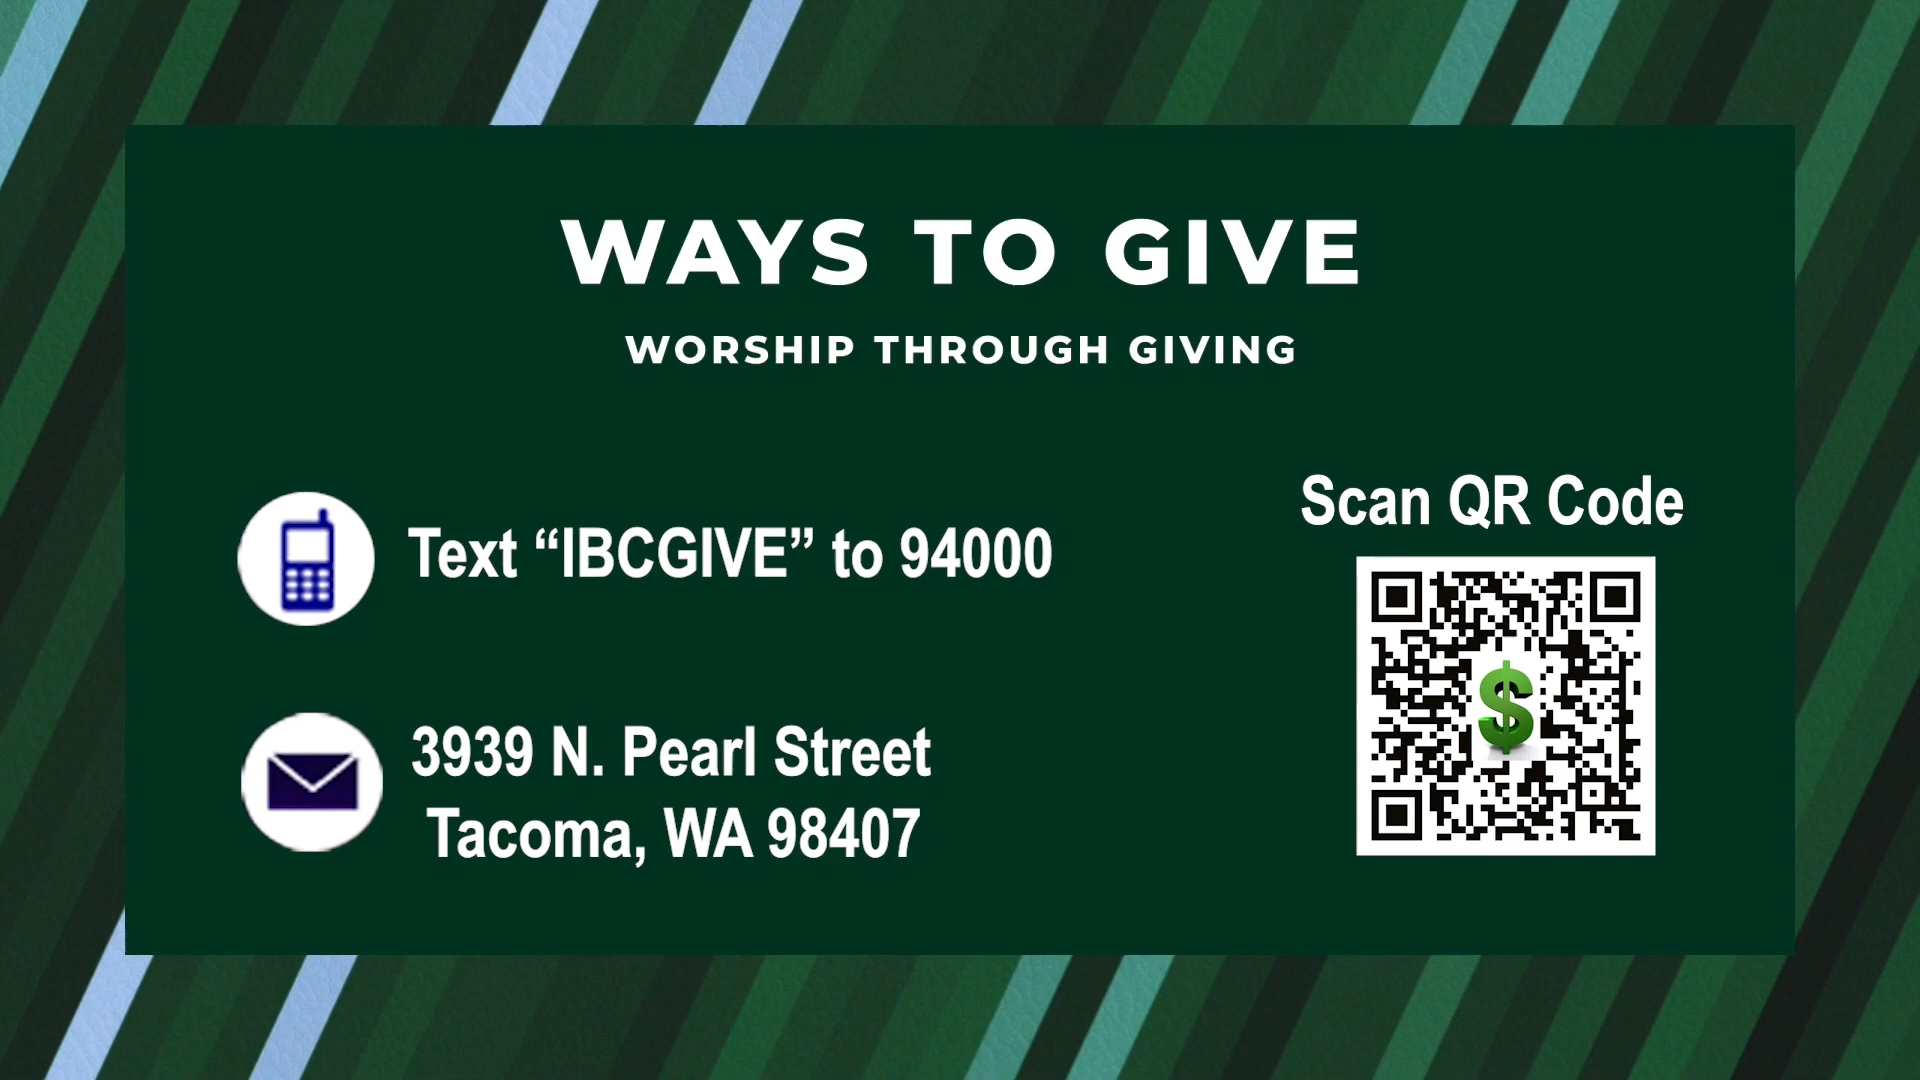 WAYS TO GIVE
WORSHIP THROUGH GIVING
Text “IBCGIVE” to 94000
3939 N. Pearl Street
Tacoma, WA 98407
Scan QR Code
$